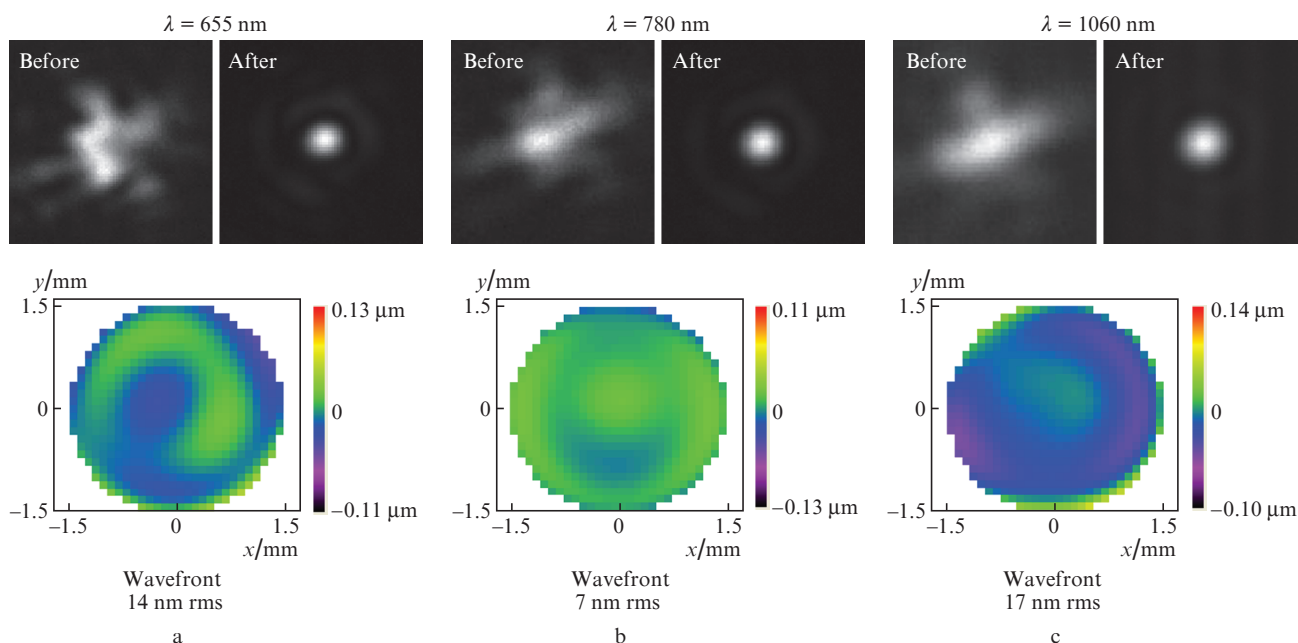 λ = 655 nm
Before
After
y/mm
1.5
0
−1.5
−1.5
0
1.5
x/mm
0.13 μm
0
−0.11 μm
Wavefront
14 nm rms
a
λ = 780 nm
Before
After
y/mm
1.5
0
−1.5
−1.5
0
1.5
x/mm
0.11 μm
0
−0.13 μm
Wavefront
7 nm rms
b
λ = 1060 nm
Before
After
y/mm
1.5
0
−1.5
−1.5
0
1.5
x/mm
0.14 μm
0
−0.10 μm
Wavefront
17 nm rms
c